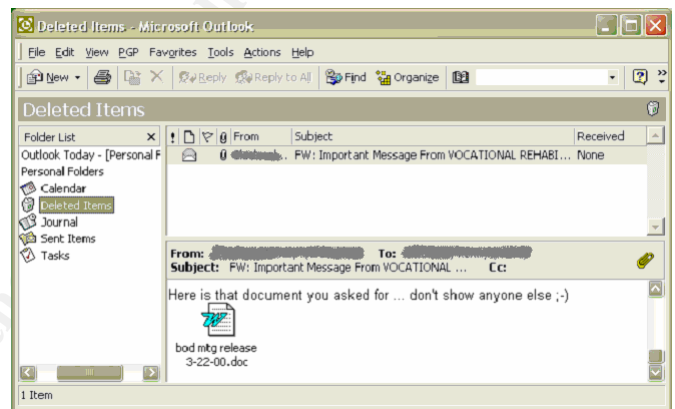 Deleted Items - Microsoft Outlook
File Edit View PGP Favorites Tools Actions Help
New Reply Reply to All Find Organize
Deleted Items
Folder List
Outlook Today - [Personal F
Personal Folders
Calendar
Deleted Items
Journal
Sent Items
Tasks
From Subject Received
FW: Important Message From VOCATIONAL REHABI... None
From: To:
Subject: FW: Important Message From VOCATIONAL ... Cc:
Here is that document you asked for ... don't show anyone else ;-)
bod mtg release
3-22-00.doc
1 Item